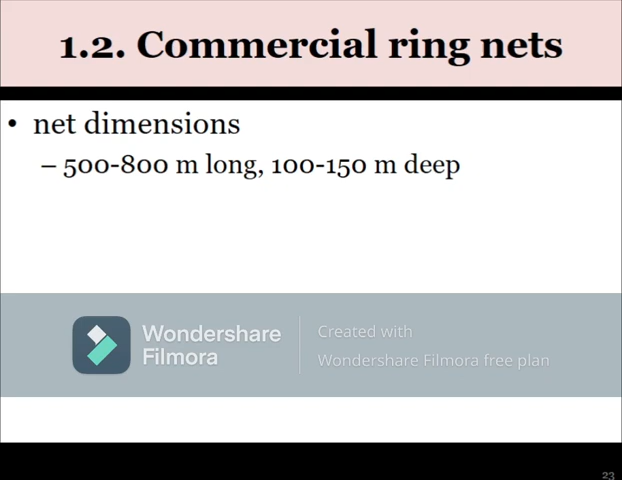 1.2. Commercial ring nets
• net dimensions
– 500-800 m long, 100-150 m deep
Wondershare
Filmora
Created with
Wondershare Filmora free plan
23